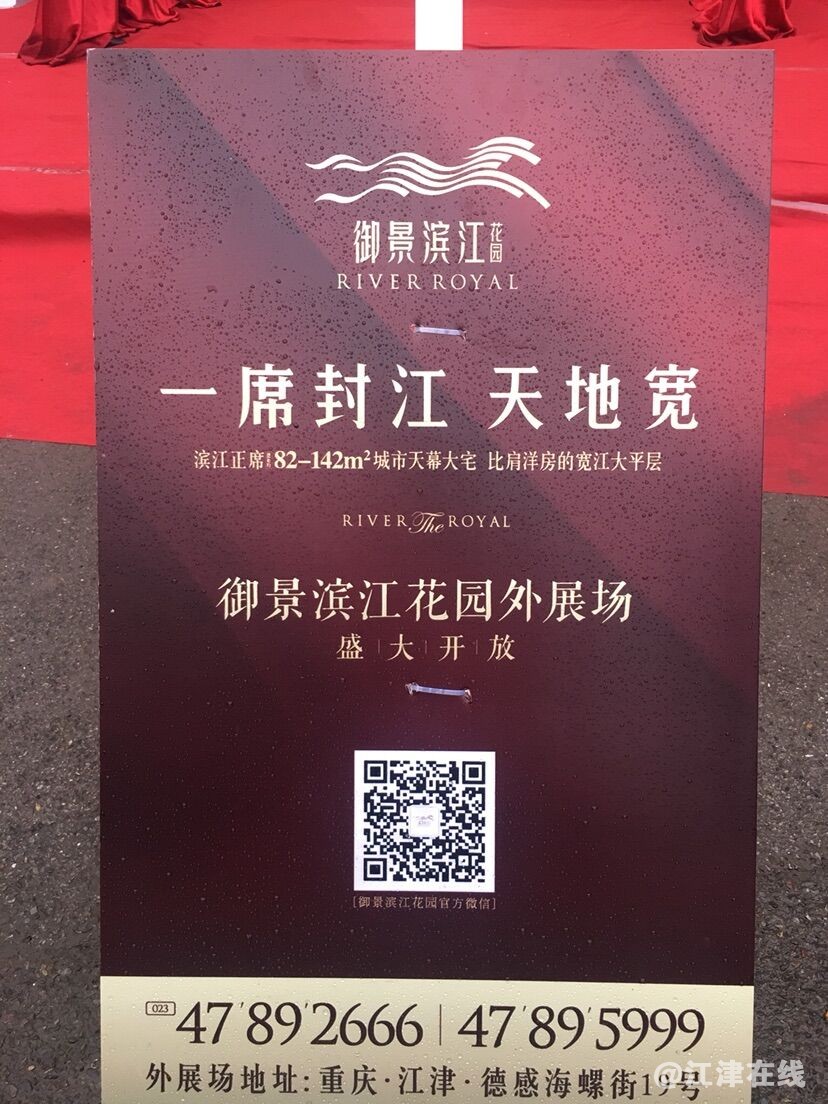 御景滨江花园
RIVER ROYAL
一席封江 天地宽
滨江正席82-142m²城市天幕大宅 比肩洋房的宽江大平层
RIVER The ROYAL
御景滨江花园外展场
盛|大|开|放
[御景滨江花园官方微信]
023 47'89'2666|47'89'5999
外展场地址:重庆·江津·德感海螺街19号
@江津在线